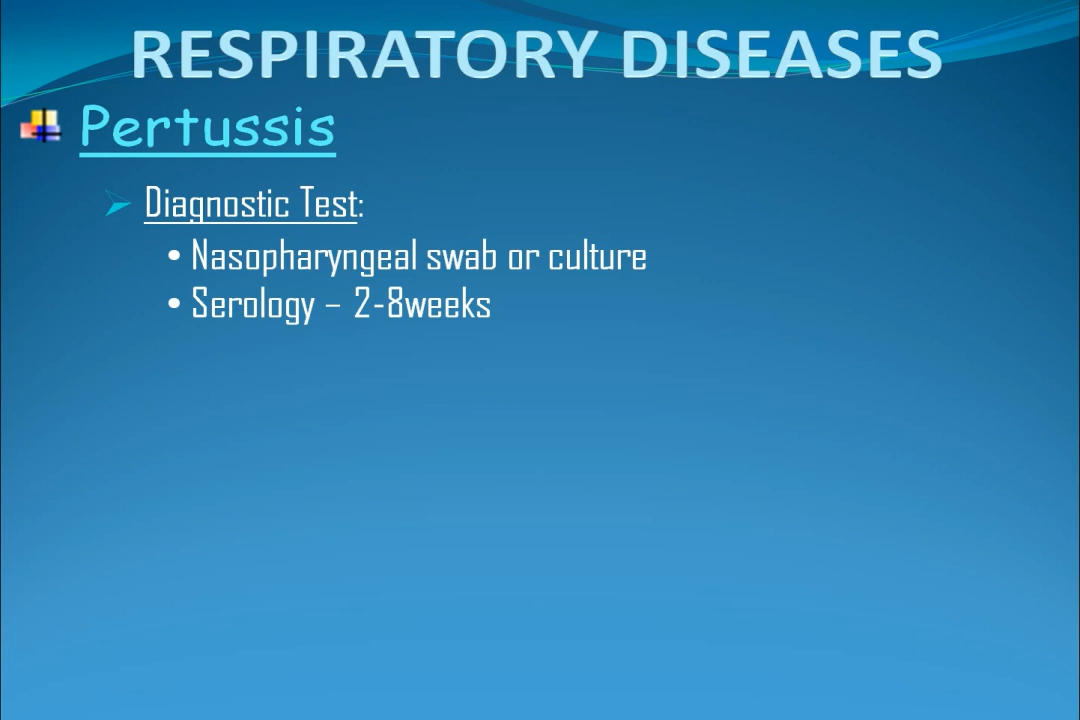 RESPIRATORY DISEASES
Pertussis
Diagnostic Test:
• Nasopharyngeal swab or culture
• Serology – 2-8weeks